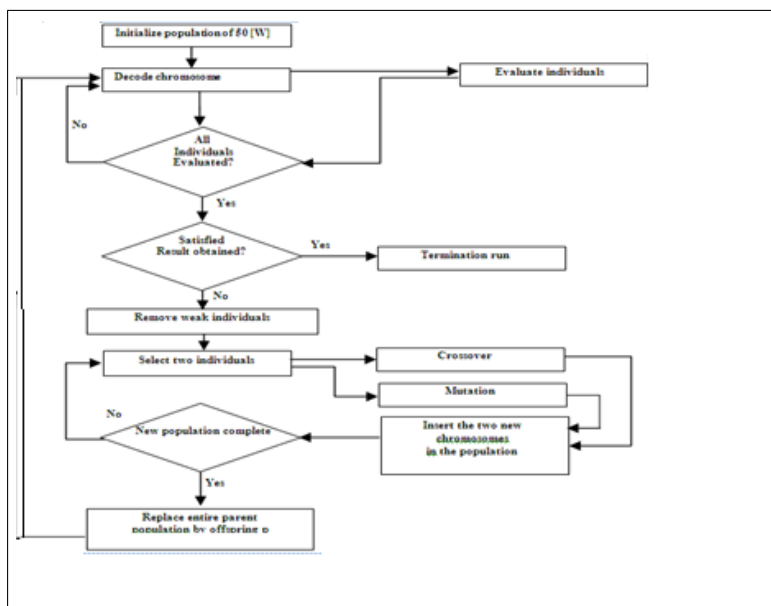 Initialize population of 50 [W]
Decode chromosome
Evaluate individuals
No
All
Individuals
Evaluated?
Yes
Satisfied
Result obtained?
Yes
Termination run
No
Remove weak individuals
Select two individuals
Crossover
Mutation
No
New population complete
Insert the two new
chromosomes
in the population
Yes
Replace entire parent
population by offspring p